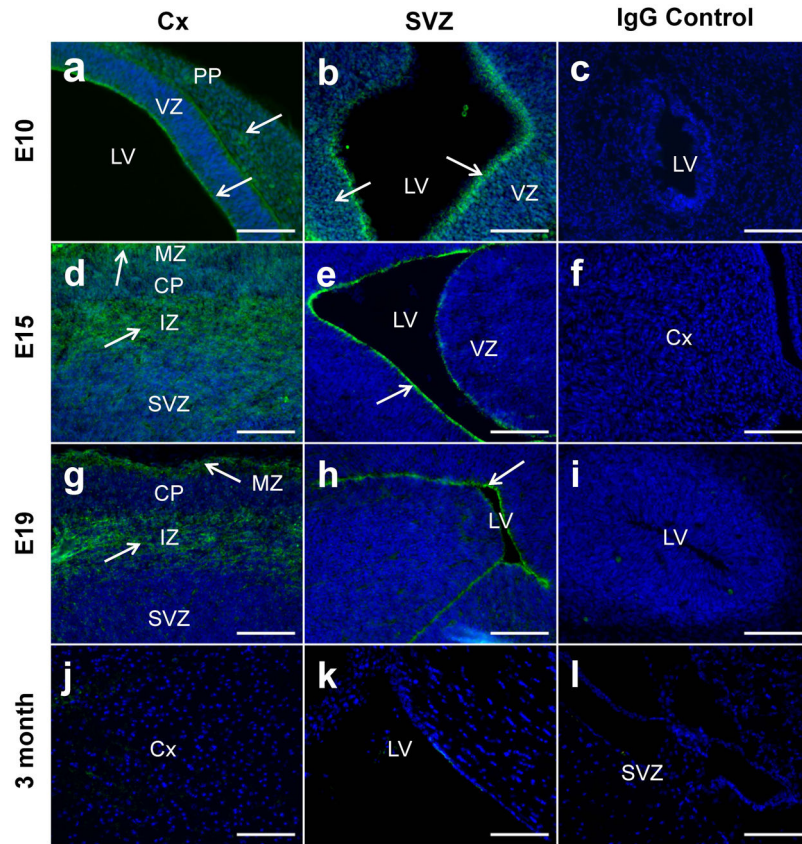 Cx SVZ IgG Control
E10
a PP VZ LV
b LV VZ
c LV
E15
d MZ CP IZ SVZ
e LV VZ
f Cx
E19
g MZ CP IZ SVZ
h LV
i LV
3 month
j Cx
k LV
l SVZ